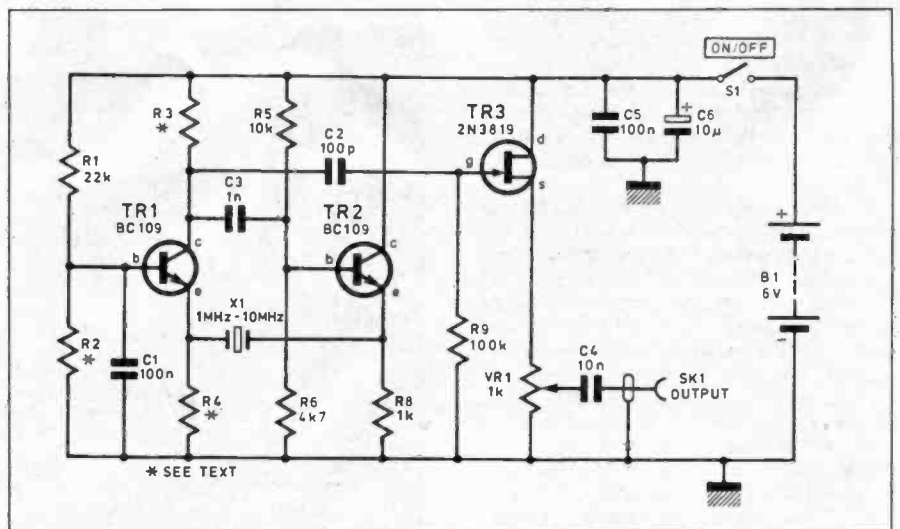 ON/OFF
S1
R3
*
R5
10k
C2
100p
TR3
2N3819
d
g
s
C5
100n
+
C6
10µ
R1
22k
C3
1n
TR1
BC109
c
b
e
TR2
BC109
c
b
e
X1
1MHz-10MHz
+
B1
6V
-
R2
*
C1
100n
R4
*
R6
4k7
R8
1k
R9
100k
VR1
1k
C4
10n
SK1
OUTPUT
* SEE TEXT